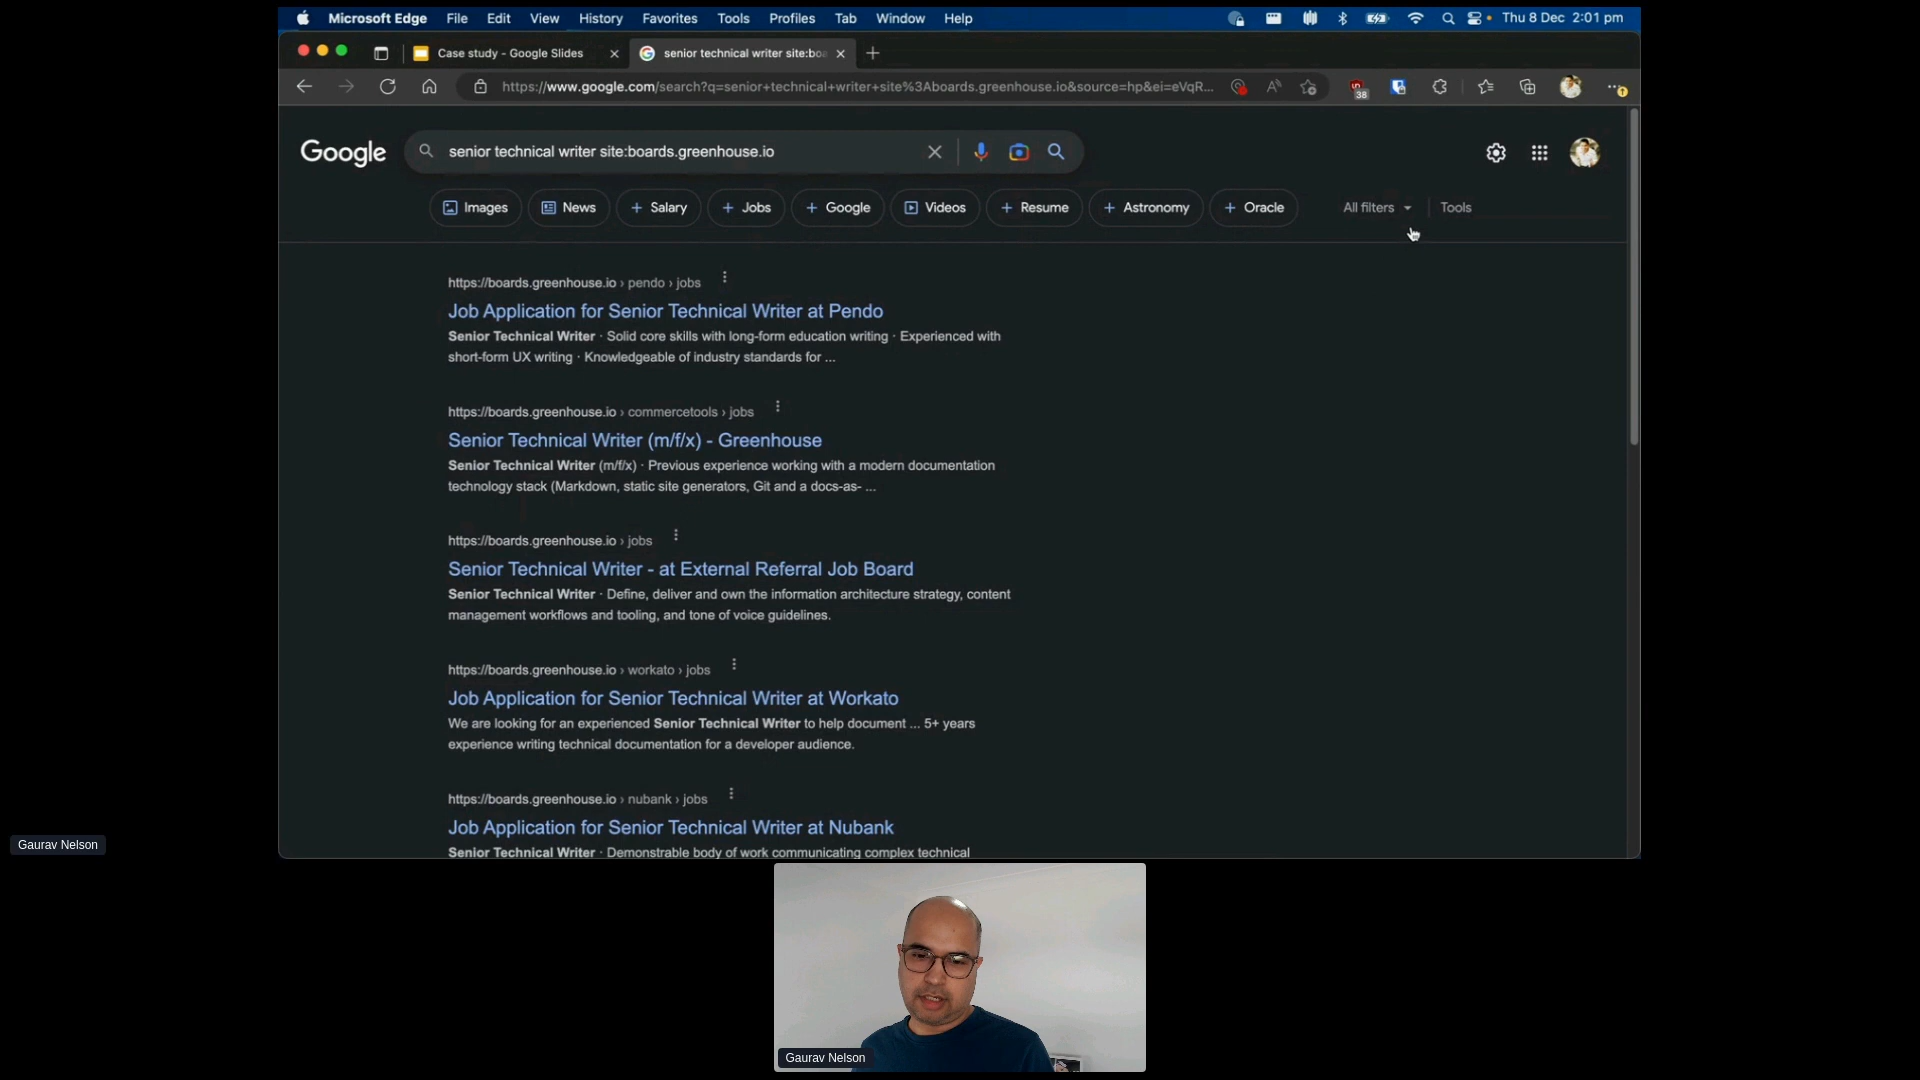 Microsoft Edge File Edit View History Favorites Tools Profiles Tab Window Help Thu 8 Dec 2:01 pm
Case study - Google Slides senior technical writer site:boa
https://www.google.com/search?q=senior+technical+writer+site%3Aboards.greenhouse.io&source=hp&ei=eVqR... 38
Google senior technical writer site:boards.greenhouse.io
Images News + Salary + Jobs + Google Videos + Resume + Astronomy + Oracle All filters Tools
https://boards.greenhouse.io › pendo › jobs
Job Application for Senior Technical Writer at Pendo
Senior Technical Writer · Solid core skills with long-form education writing · Experienced with
short-form UX writing · Knowledgeable of industry standards for ...
https://boards.greenhouse.io › commercetools › jobs
Senior Technical Writer (m/f/x) - Greenhouse
Senior Technical Writer (m/f/x) · Previous experience working with a modern documentation
technology stack (Markdown, static site generators, Git and a docs-as- ...
https://boards.greenhouse.io › jobs
Senior Technical Writer - at External Referral Job Board
Senior Technical Writer · Define, deliver and own the information architecture strategy, content
management workflows and tooling, and tone of voice guidelines.
https://boards.greenhouse.io › workato › jobs
Job Application for Senior Technical Writer at Workato
We are looking for an experienced Senior Technical Writer to help document ... 5+ years
experience writing technical documentation for a developer audience.
https://boards.greenhouse.io › nubank › jobs
Job Application for Senior Technical Writer at Nubank
Senior Technical Writer · Demonstrable body of work communicating complex technical
Gaurav Nelson
Gaurav Nelson